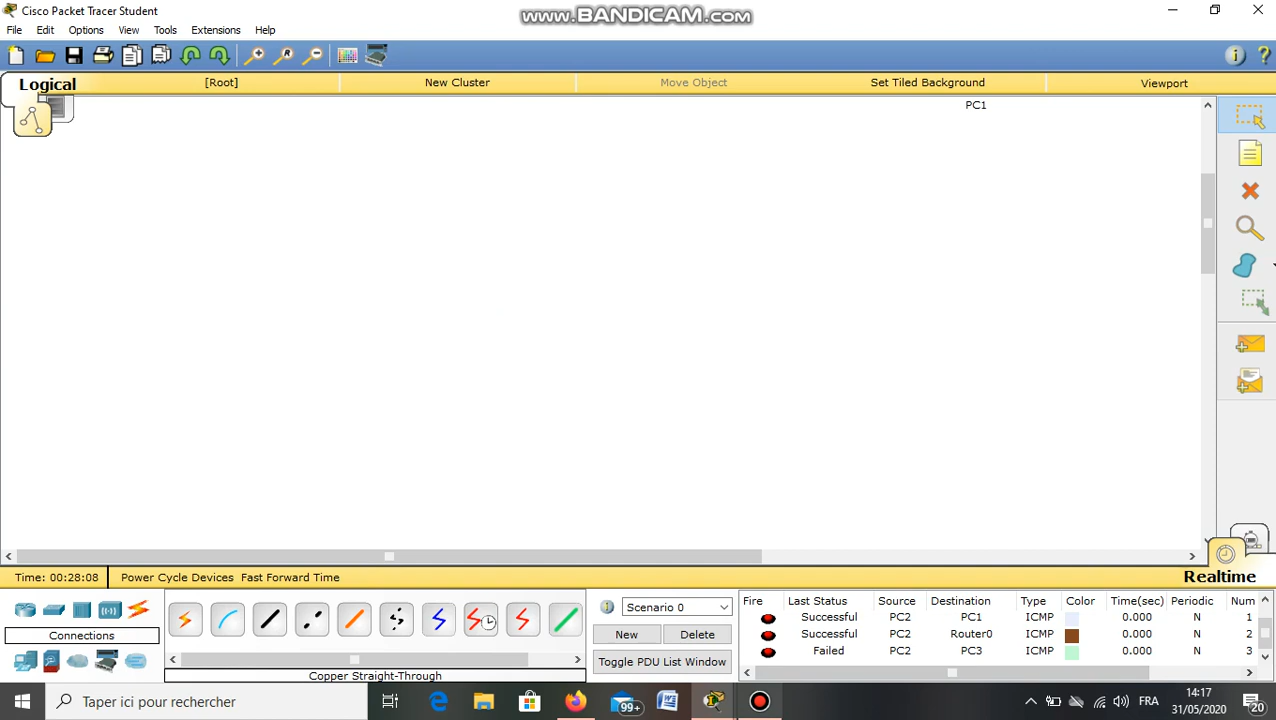 Cisco Packet Tracer Student
www.BANDICAM.com
File Edit Options View Tools Extensions Help
Logical [Root] New Cluster Move Object Set Tiled Background Viewport
PC1
Time: 00:28:08 Power Cycle Devices Fast Forward Time
Realtime
Connections
Copper Straight-Through
Scenario 0
New Delete
Toggle PDU List Window
Fire Last Status Source Destination Type Color Time(sec) Periodic Num
Successful PC2 PC1 ICMP 0.000 N 1
Successful PC2 Router0 ICMP 0.000 N 2
Failed PC2 PC3 ICMP 0.000 N 3
Taper ici pour rechercher
99+
FRA
14:17
31/05/2020
20